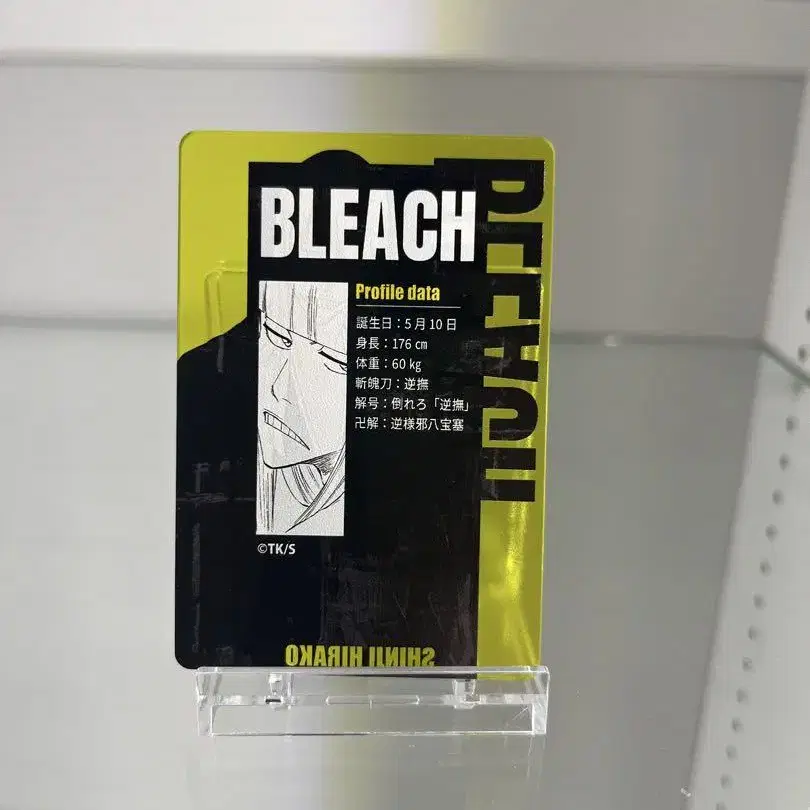 BLEACH
BLEACH
Profile data
誕生日：5月10日
身長：176㎝
体重：60㎏
斬魄刀：逆撫
解号：倒れろ「逆撫」
卍解：逆様邪八宝塞
©TK/S
SHINJI HIRAKO